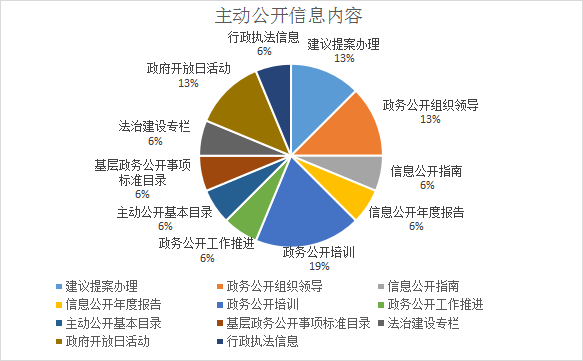 主动公开信息内容
行政执法信息
6%
建议提案办理
13%
政府开放日活动
13%
政务公开组织领导
13%
法治建设专栏
6%
信息公开指南
6%
基层政务公开事项
标准目录
6%
主动公开基本目录
6%
信息公开年度报告
6%
政务公开工作推进
6%
政务公开培训
19%
建议提案办理
政务公开组织领导
信息公开指南
信息公开年度报告
政务公开培训
政务公开工作推进
主动公开基本目录
基层政务公开事项标准目录
法治建设专栏
政府开放日活动
行政执法信息